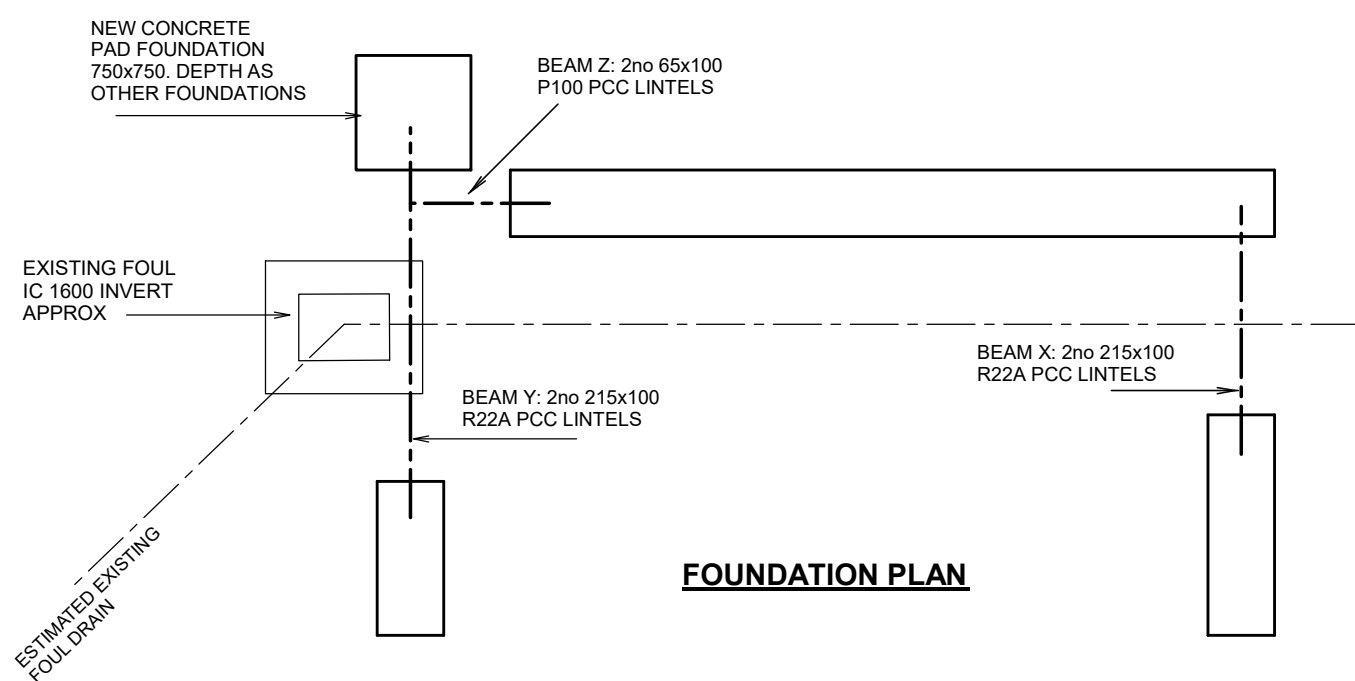 NEW CONCRETE
PAD FOUNDATION
750x750. DEPTH AS
OTHER FOUNDATIONS
BEAM Z: 2no 65x100
P100 PCC LINTELS
EXISTING FOUL
IC 1600 INVERT
APPROX
BEAM X: 2no 215x100
R22A PCC LINTELS
BEAM Y: 2no 215x100
R22A PCC LINTELS
FOUNDATION PLAN
ESTIMATED EXISTING
FOUL DRAIN